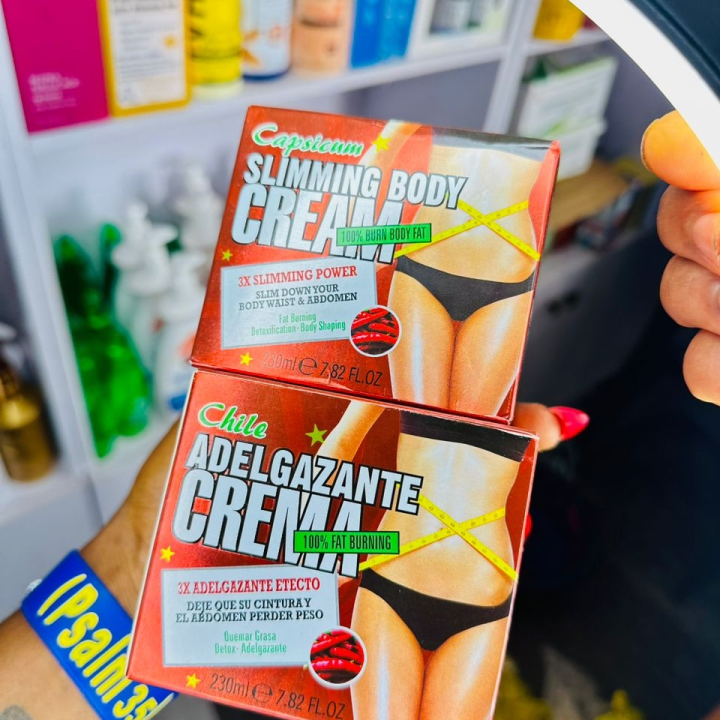 Capsicum
SLIMMING BODY
CREAM
100% BURN BODY FAT
3X SLIMMING POWER
SLIM DOWN YOUR
BODY WAIST & ABDOMEN
Fat Burning
Detoxification- Body Shaping
230ml e 7.82 FL.OZ
Chile
ADELGAZANTE
CREMA
100% FAT BURNING
3X ADELGAZANTE ETECTO
DEJE QUE SU CINTURA Y
EL ABDOMEN PERDER PESO
Quemar Grasa
Detox- Adelgazante
230ml e 7.82 FL.OZ
(Psalm 35